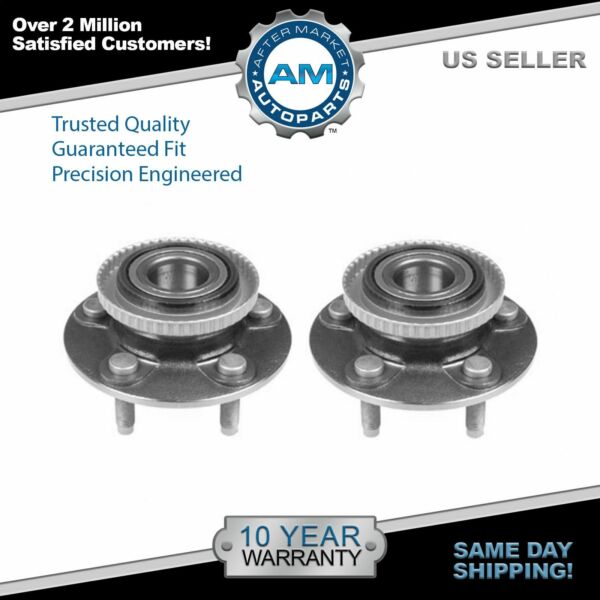 Over 2 Million
Satisfied Customers!
AFTER MARKET
AM
AUTOPARTS
™
US SELLER
Trusted Quality
Guaranteed Fit
Precision Engineered
10 YEAR
WARRANTY
SAME DAY
SHIPPING!